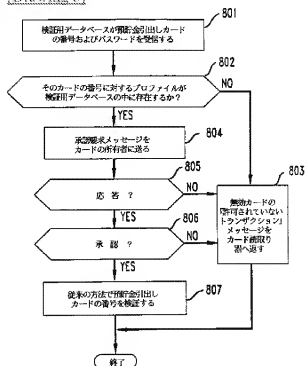 801
検証用データベースが預貯金引出しカード
の番号およびパスワードを受信する
802
そのカードの番号に対するプロファイルが
検証用データベースの中に存在するか?
NO
YES
804
承認要求メッセージを
カードの所有者に送る
805
応答?
NO
803
無効カードの
「許可されていない
トランザクション」
メッセージを
カード読取り
器へ返す
YES
806
承認?
NO
YES
807
従来の方法で預貯金引出し
カードの番号を検証する
終了